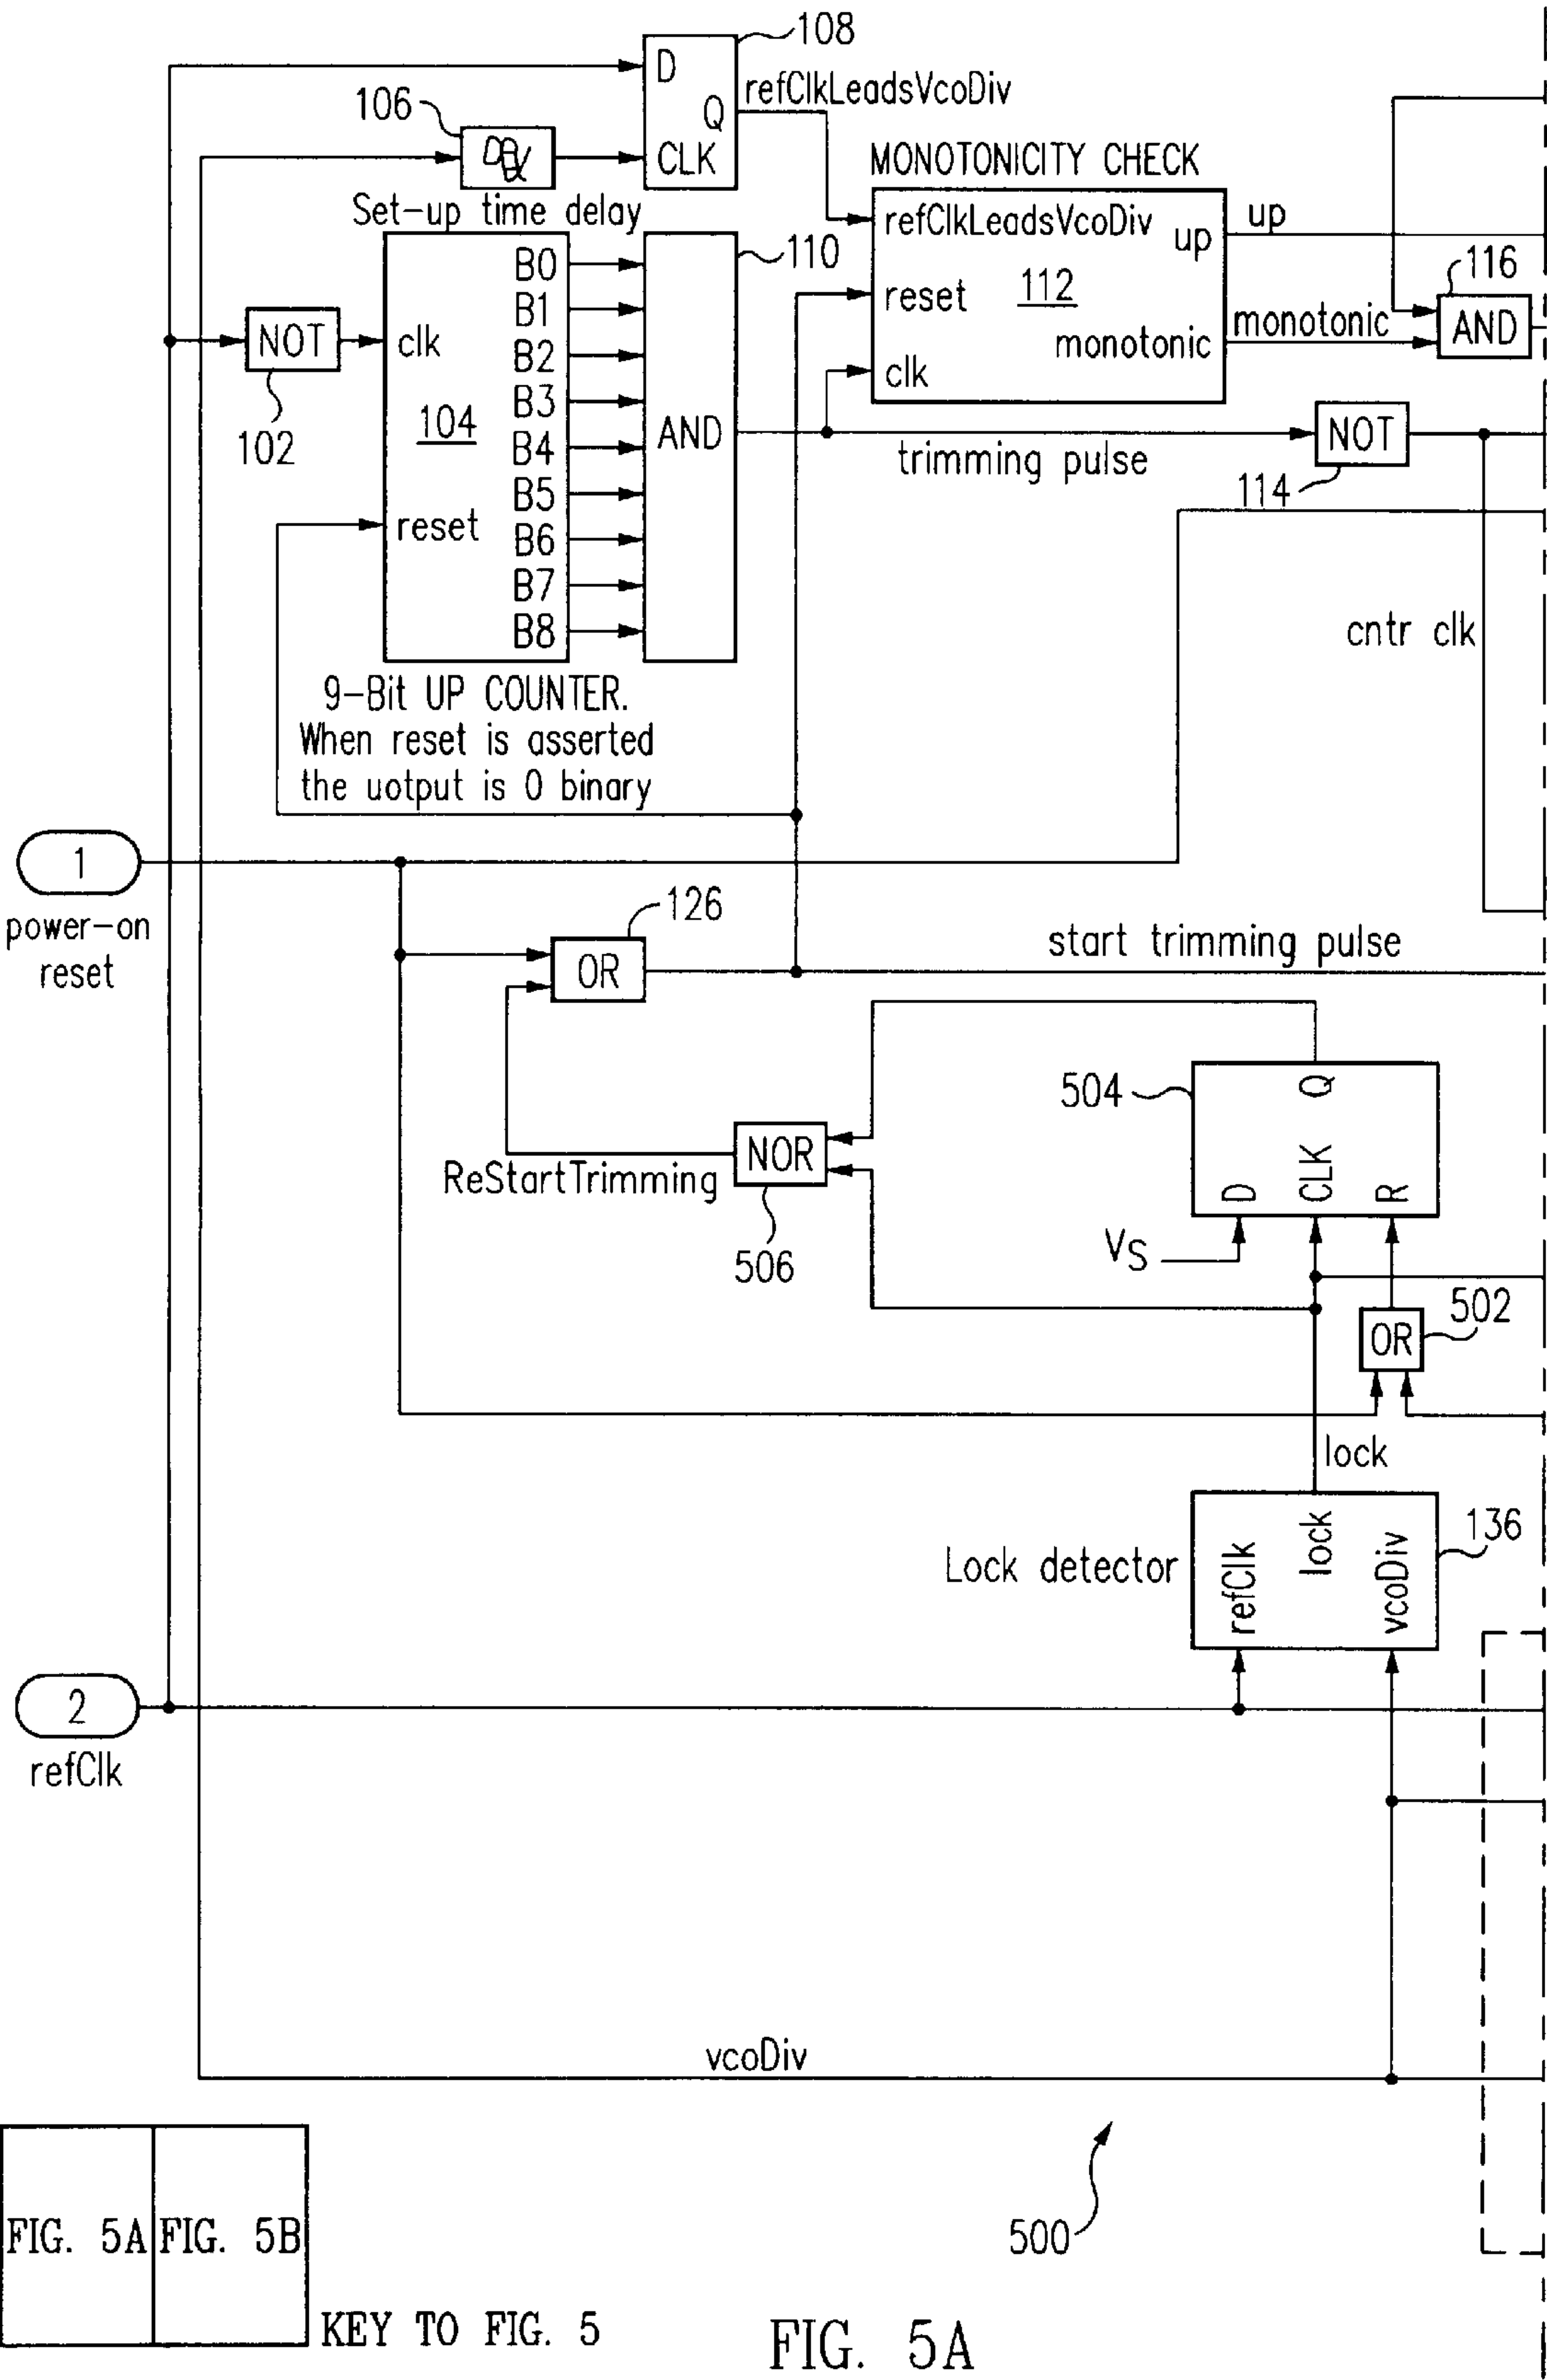 108
D
Q
CLK
refClkLeadsVcoDiv
106
Set-up time delay
MONOTONICITY CHECK
refClkLeadsVcoDiv
up
reset
112
monotonic
clk
up
monotonic
116
AND
110
AND
B0
B1
B2
B3
B4
B5
B6
B7
B8
clk
104
reset
NOT
102
trimming pulse
NOT
114
cntr clk
9-Bit UP COUNTER.
When reset is asserted
the uotput is 0 binary
1
power-on
reset
126
OR
start trimming pulse
504
Q
D
CLK
R
NOR
ReStartTrimming
506
VS
502
OR
lock
Lock detector
refClk
lock
vcoDiv
136
2
refClk
vcoDiv
500
FIG. 5A
FIG. 5B
KEY TO FIG. 5
FIG. 5A